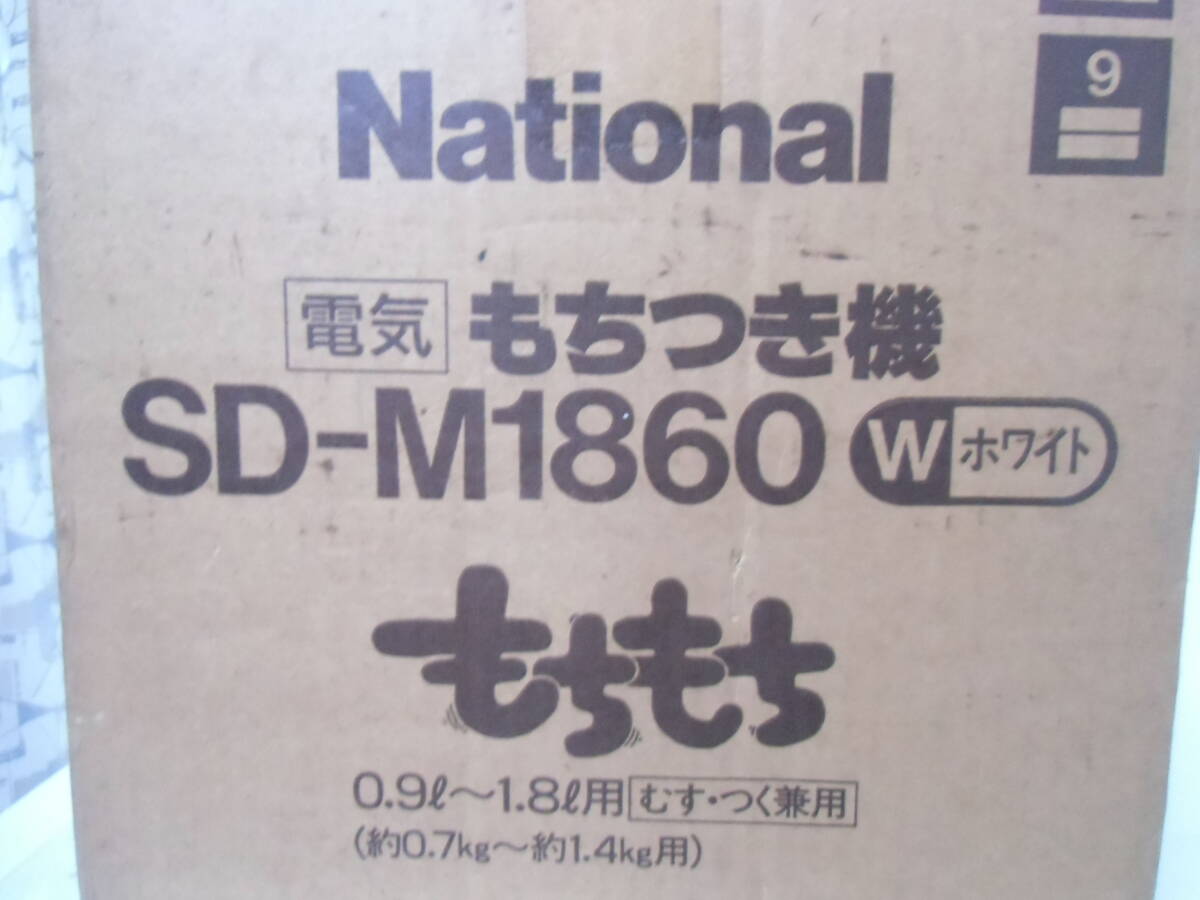 9
National
電気 もちつき機
SD-M1860 W ホワイト
もちもち
0.9ℓ～1.8ℓ用 むす・つく兼用
(約0.7kg～約1.4kg用)